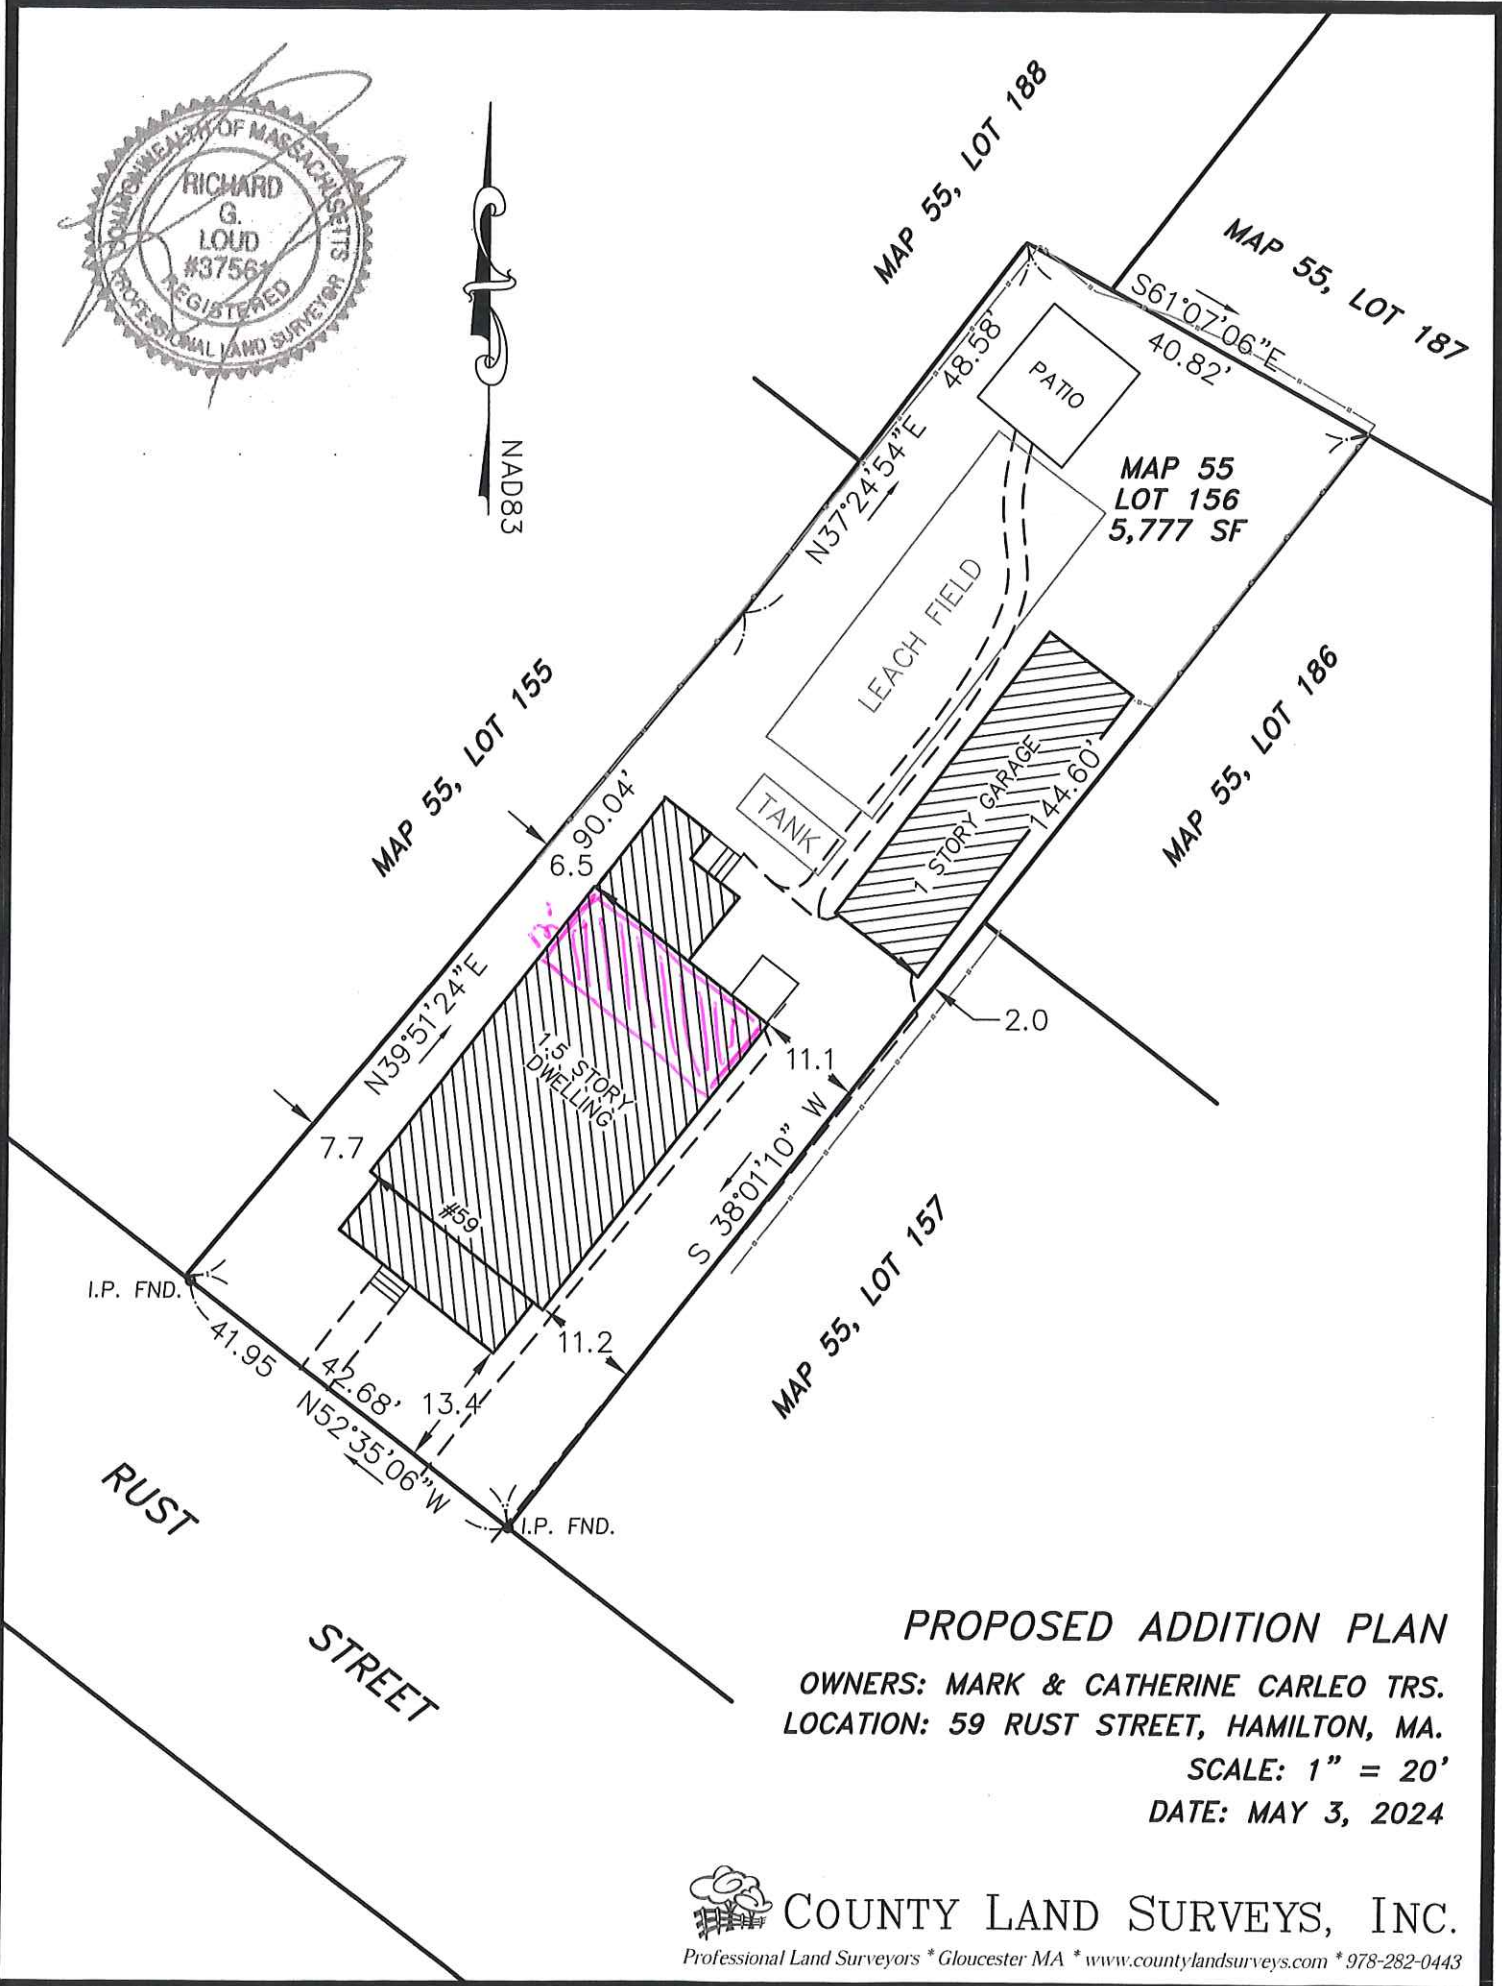 COMMONWEALTH OF MASSACHUSETTS
RICHARD
G.
LOUD
REGISTERED
PROFESSIONAL LAND SURVEYOR
NAD83
MAP 55, LOT 188
MAP 55, LOT 187
S61°07'06"E
40.82'
48.58'
N37°24'54"E
PATIO
MAP 55
LOT 156
5,777 SF
LEACH FIELD
MAP 55, LOT 155
MAP 55, LOT 186
TANK
1 STORY GARAGE
144.60'
90.04'
6.5
N39°51'24"E
1.5 STORY
DWELLING
2.0
11.1
S 38°01'10" W
7.7
#59
MAP 55, LOT 157
I.P. FND.
41.95
42.68'
N52°35'06"W
13.4
11.2
I.P. FND.
RUST
STREET
PROPOSED ADDITION PLAN
OWNERS: MARK & CATHERINE CARLEO TRS.
LOCATION: 59 RUST STREET, HAMILTON, MA.
SCALE: 1" = 20'
DATE: MAY 3, 2024
COUNTY LAND SURVEYS, INC.
Professional Land Surveyors * Gloucester MA * www.countylandsurveys.com * 978-282-0443